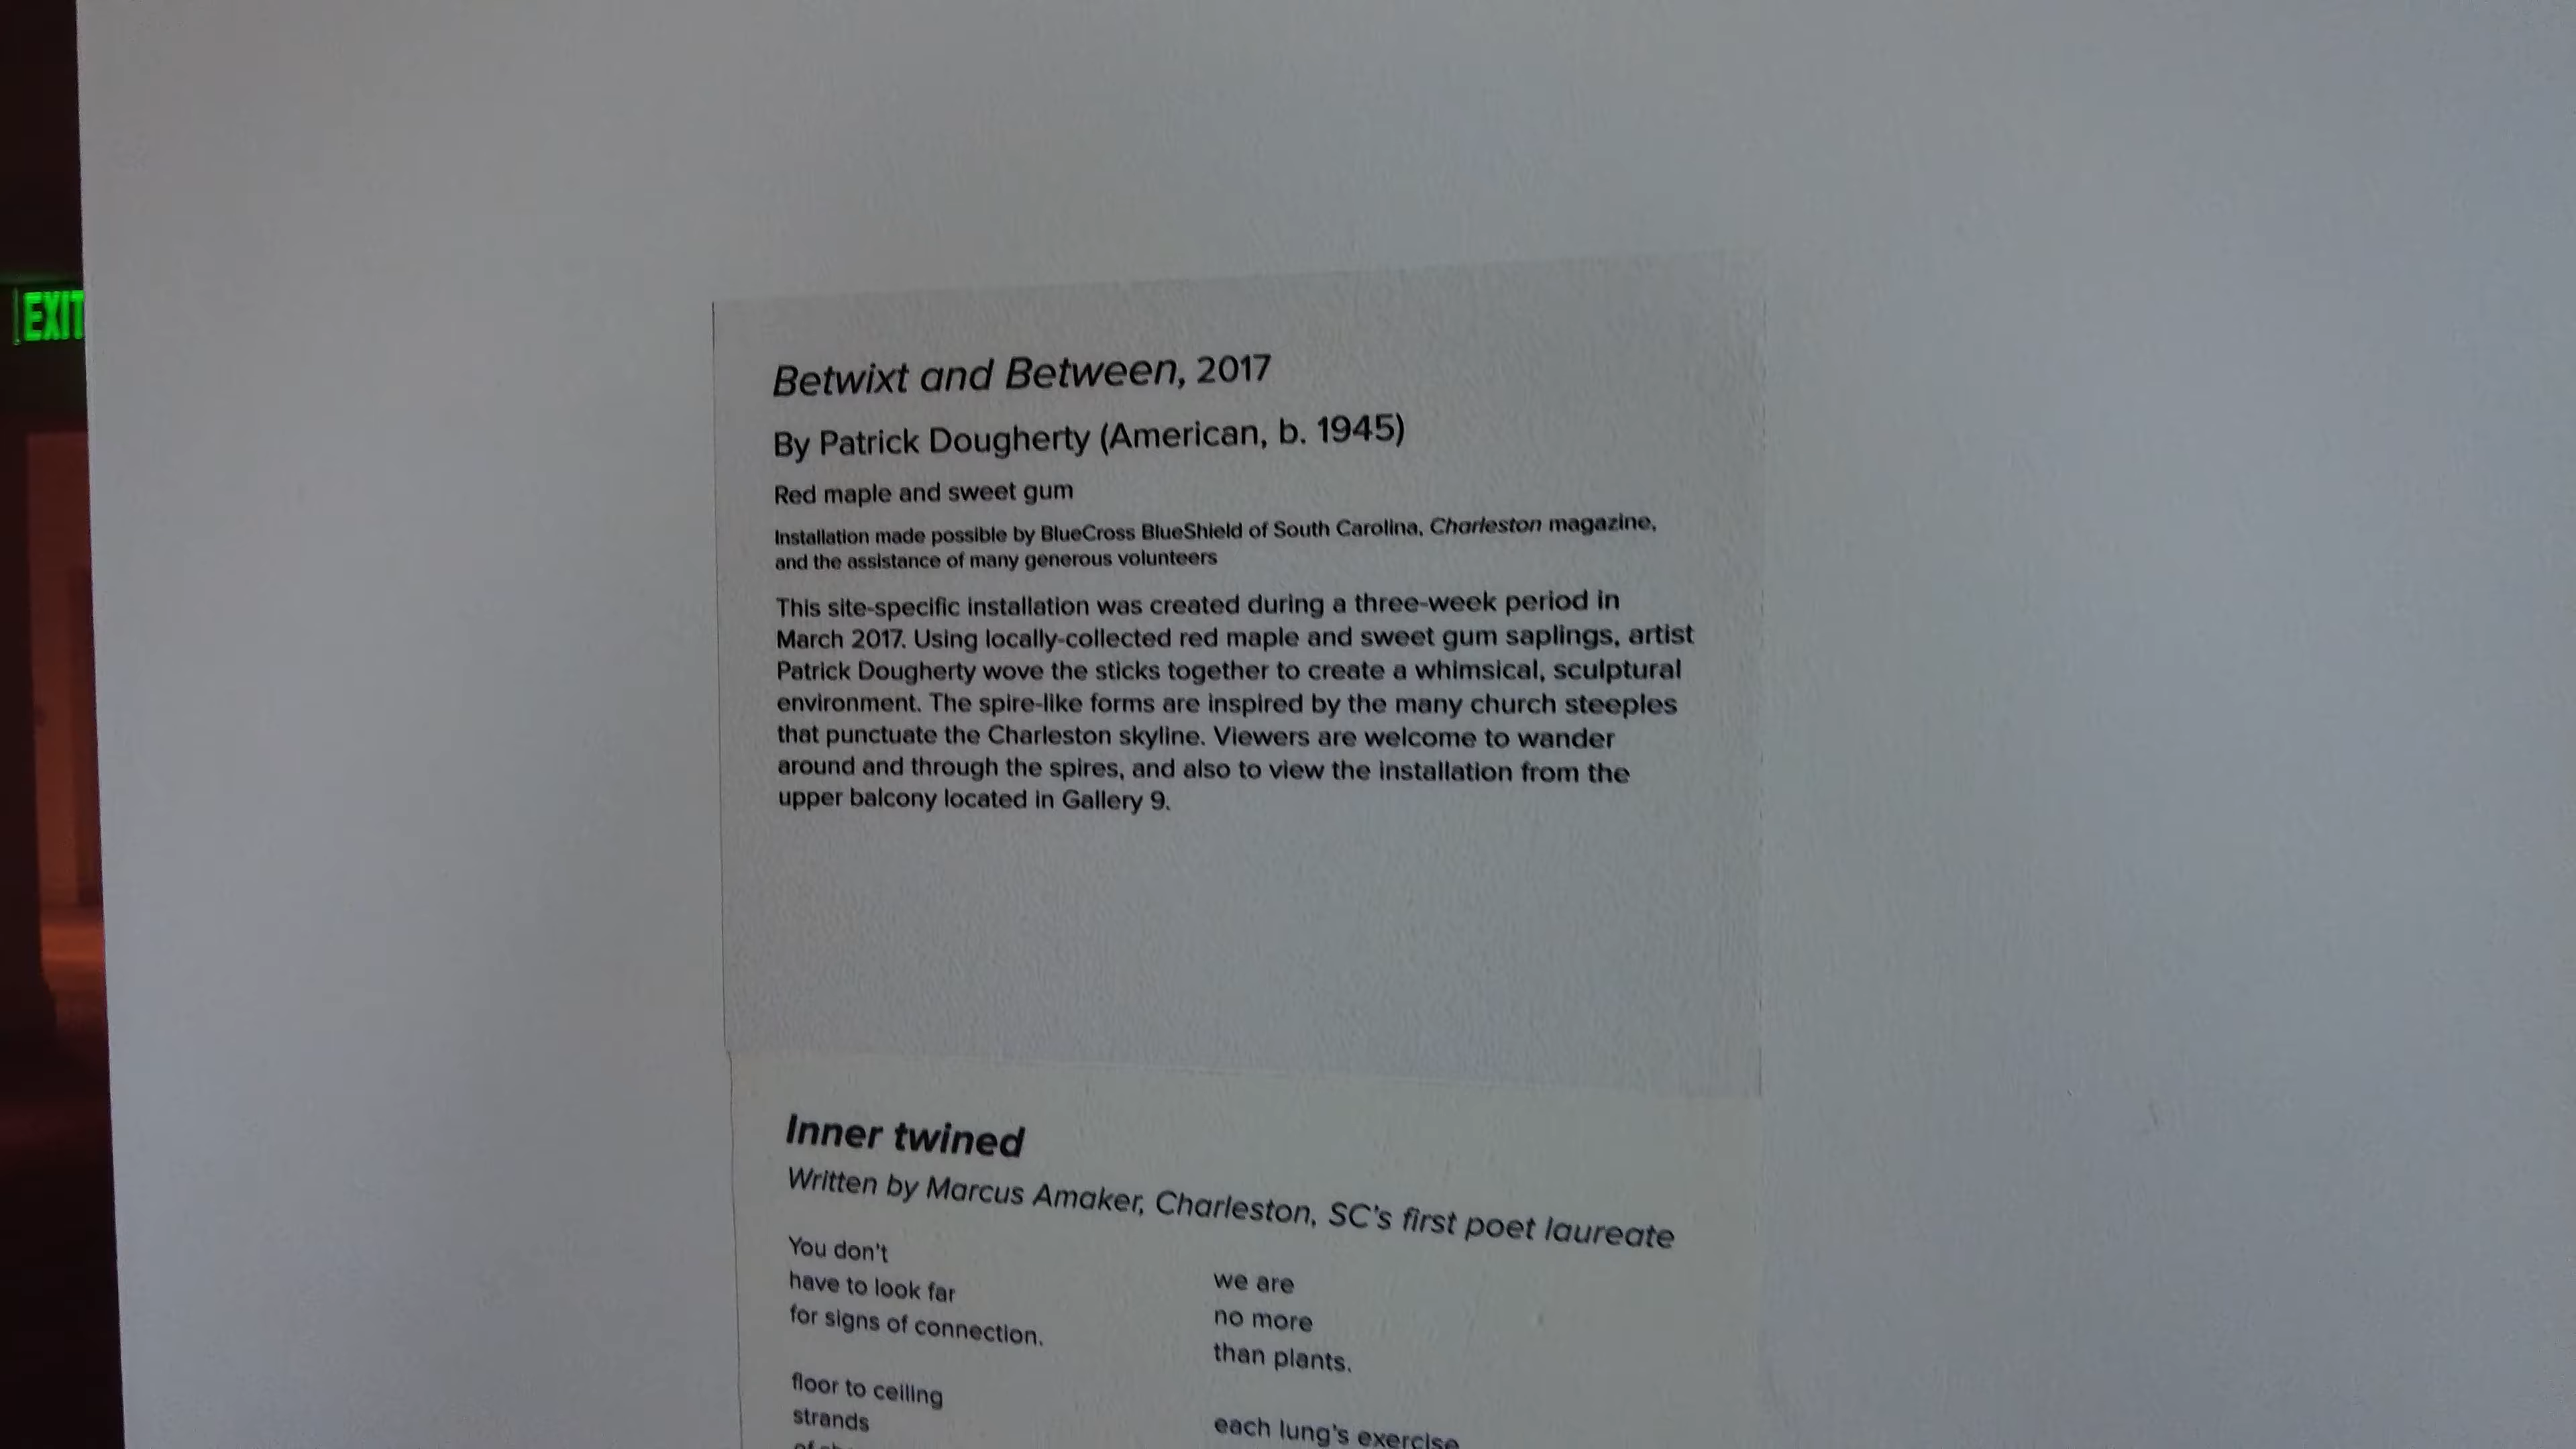 EXIT
Betwixt and Between, 2017
By Patrick Dougherty (American, b. 1945)
Red maple and sweet gum
Installation made possible by BlueCross BlueShield of South Carolina, Charleston magazine,
and the assistance of many generous volunteers
This site-specific installation was created during a three-week period in
March 2017. Using locally-collected red maple and sweet gum saplings, artist
Patrick Dougherty wove the sticks together to create a whimsical, sculptural
environment. The spire-like forms are inspired by the many church steeples
that punctuate the Charleston skyline. Viewers are welcome to wander
around and through the spires, and also to view the installation from the
upper balcony located in Gallery 9.
Inner twined
Written by Marcus Amaker, Charleston, SC's first poet laureate
You don't
have to look far
for signs of connection.
floor to ceiling
strands
we are
no more
than plants.
each lung's exercise